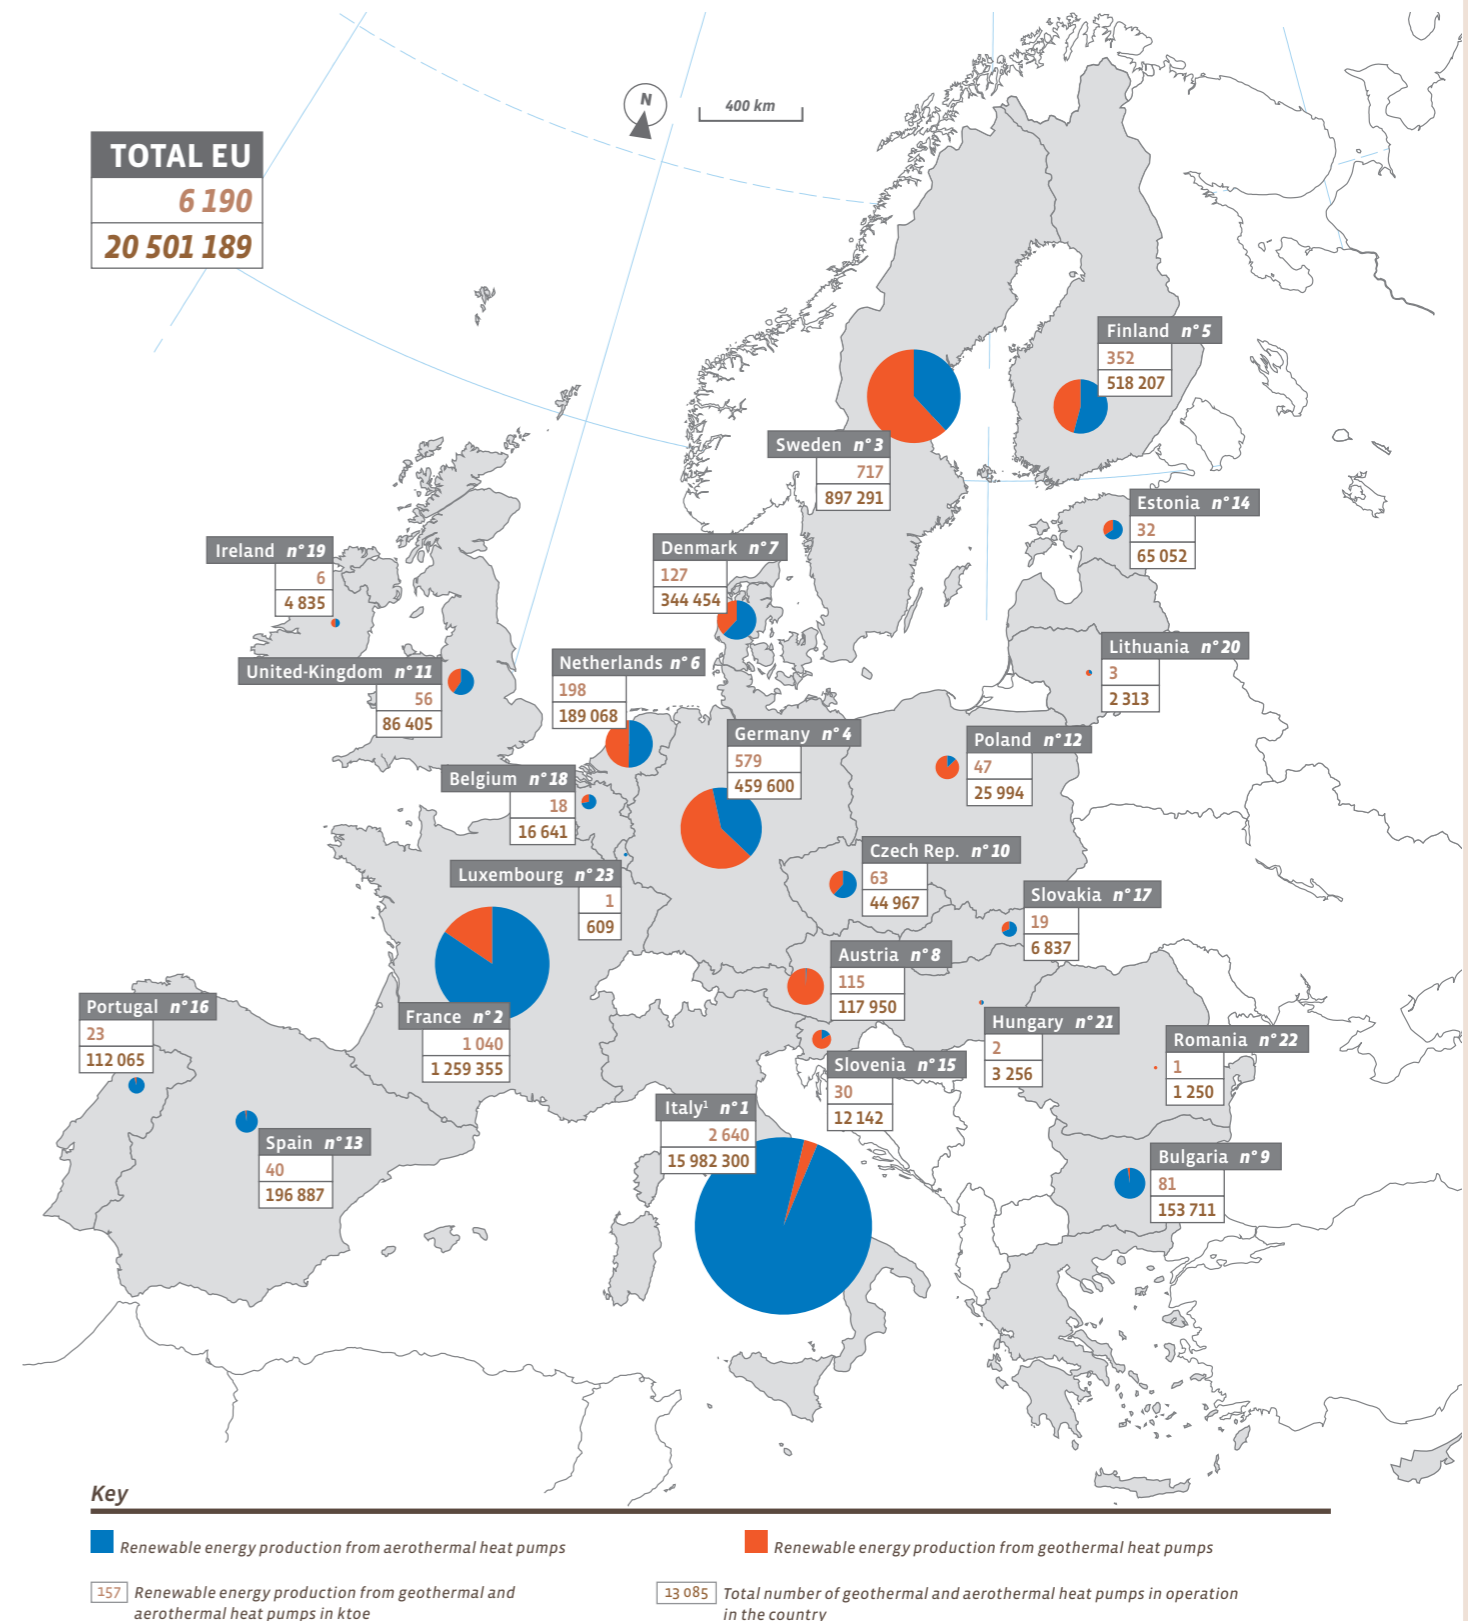 N
400 km
TOTAL EU
6 190
20 501 189
Finland n° 5
352
518 207
Sweden n° 3
717
897 291
Estonia n° 14
32
65 052
Ireland n° 19
6
4 835
Denmark n° 7
127
344 454
Lithuania n° 20
3
2 313
United-Kingdom n° 11
56
86 405
Netherlands n° 6
198
189 068
Germany n° 4
579
459 600
Poland n° 12
47
25 994
Belgium n° 18
18
16 641
Czech Rep. n° 10
63
44 967
Luxembourg n° 23
1
609
Slovakia n° 17
19
6 837
Austria n° 8
115
117 950
Portugal n° 16
23
112 065
France n° 2
1 040
1 259 355
Hungary n° 21
2
3 256
Romania n° 22
1
1 250
Slovenia n° 15
30
12 142
Italy¹ n° 1
2 640
15 982 300
Spain n° 13
40
196 887
Bulgaria n° 9
81
153 711
Key
Renewable energy production from aerothermal heat pumps
Renewable energy production from geothermal heat pumps
157 Renewable energy production from geothermal and
aerothermal heat pumps in ktoe
13 085 Total number of geothermal and aerothermal heat pumps in operation
in the country